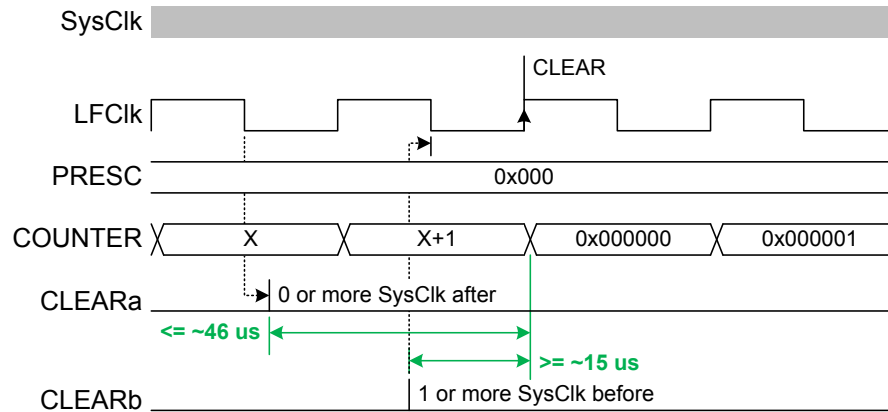 SysClk
CLEAR
LFClk
PRESC
0x000
COUNTER
X
X+1
0x000000
0x000001
CLEARa
0 or more SysClk after
<= ~46 us
>= ~15 us
CLEARb
1 or more SysClk before